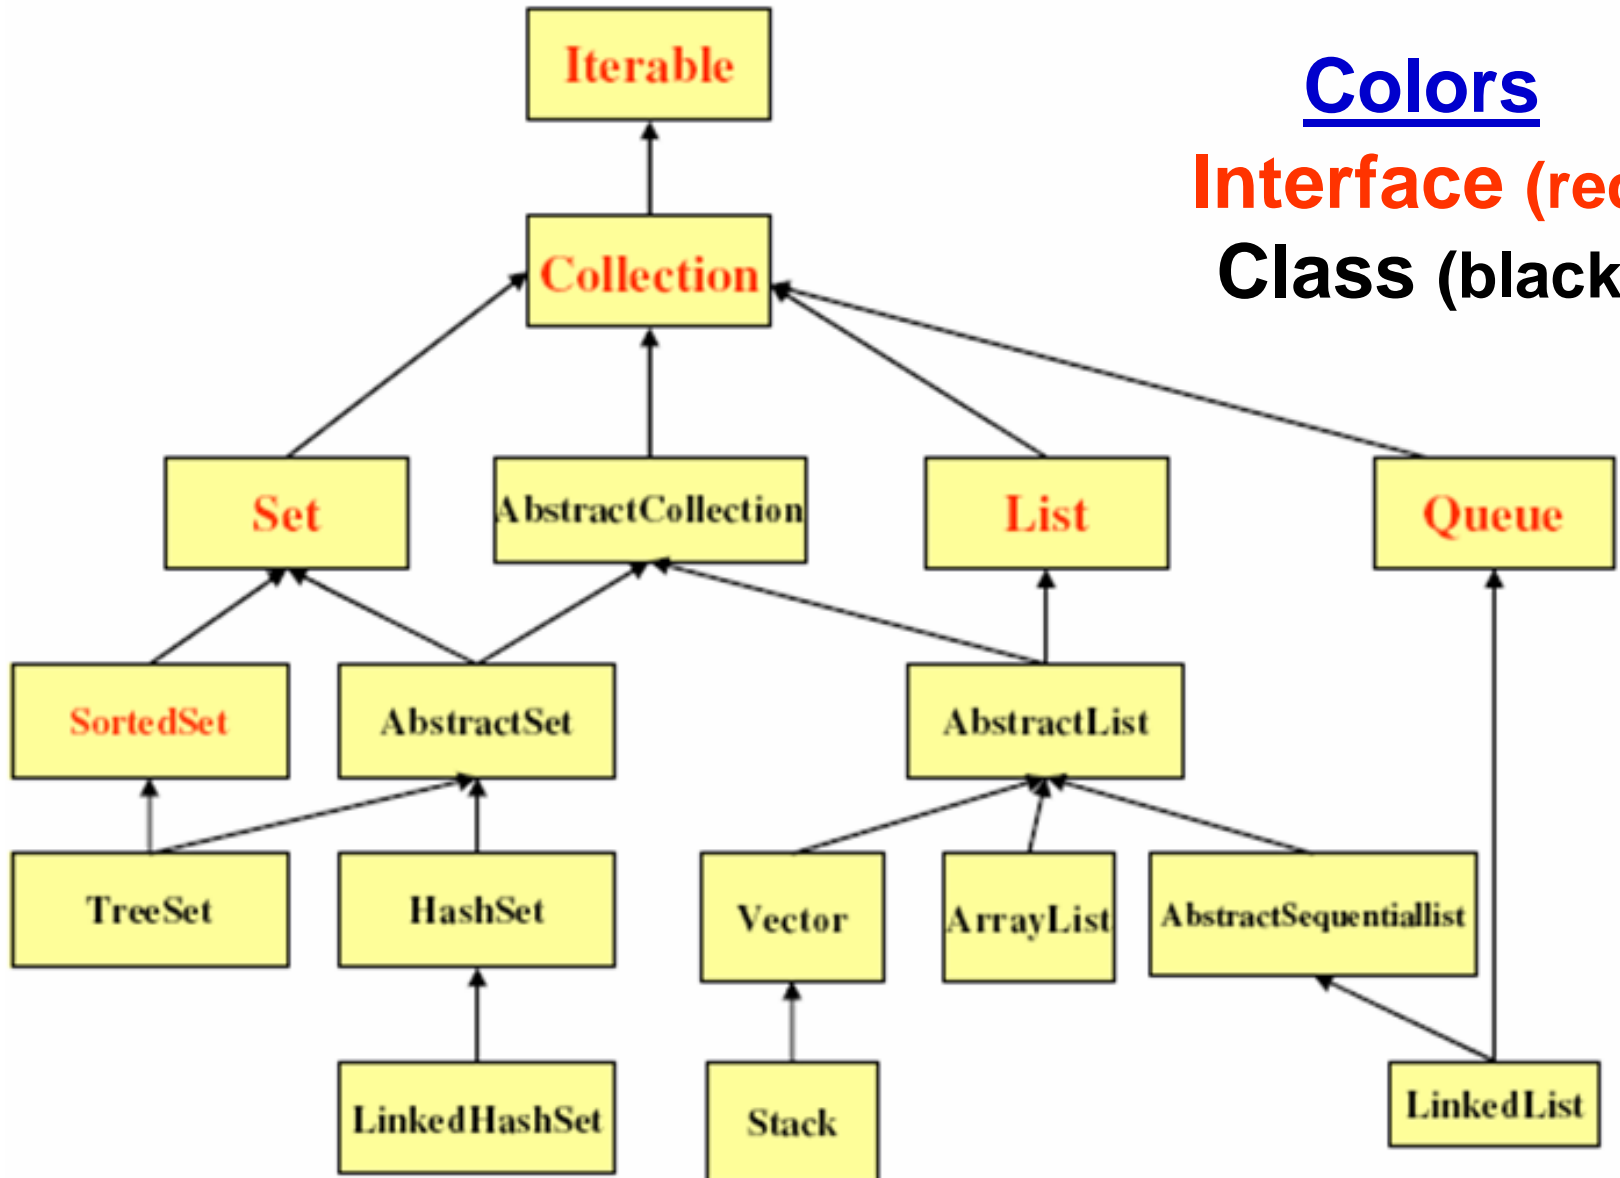 Iterable
Colors
Interface (red
Class (black
Collection
Set
AbstractCollection
List
Queue
SortedSet
AbstractSet
AbstractList
TreeSet
HashSet
Vector
ArrayList
AbstractSequentiallist
LinkedHashSet
Stack
LinkedList